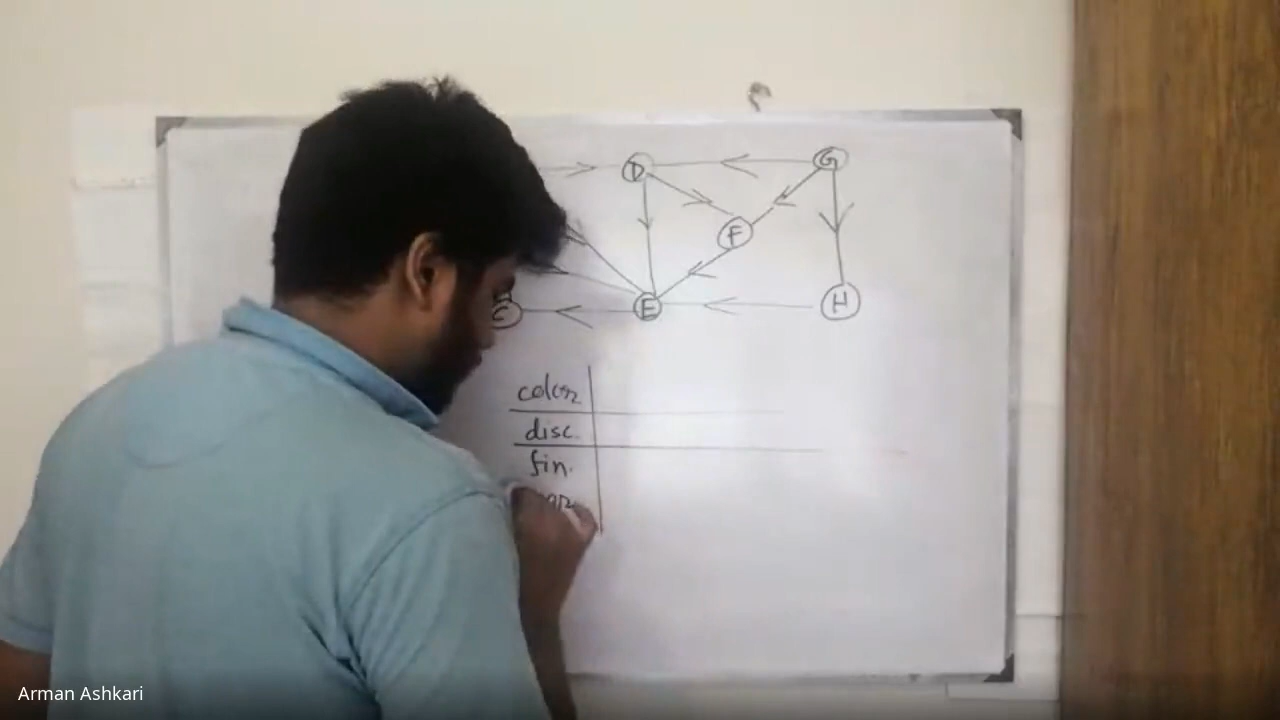 D G
F
C E H
color
disc.
fin.
Arman Ashkari